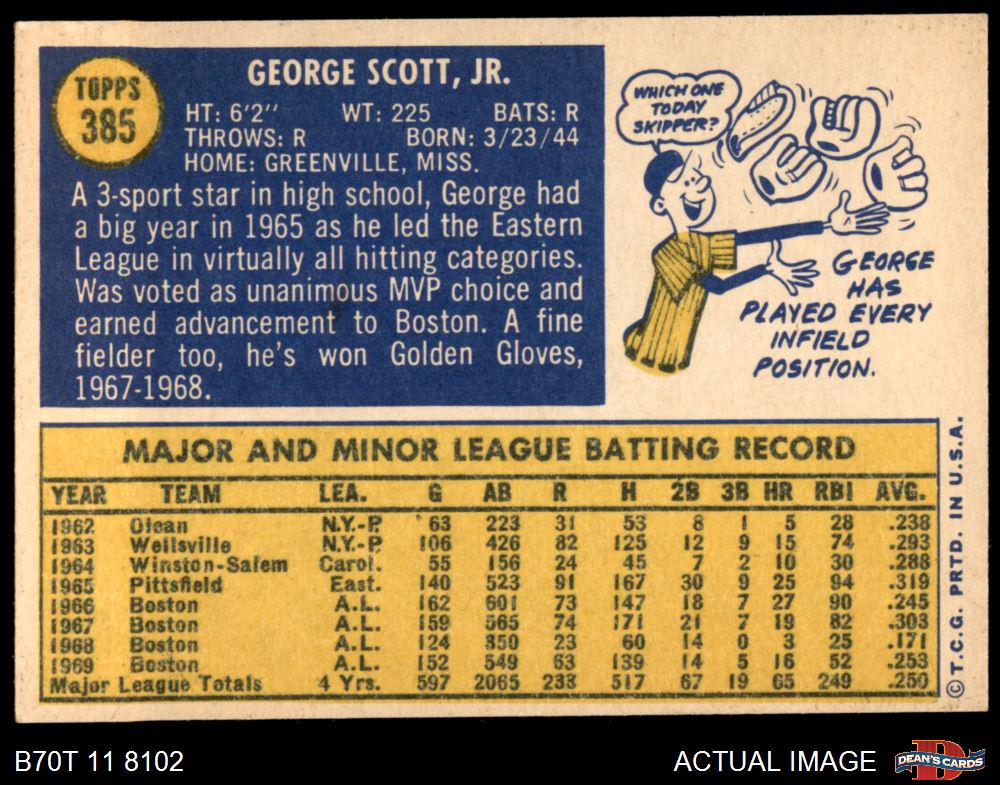 TOPPS
385
GEORGE SCOTT, JR.
HT: 6'2" WT: 225 BATS: R
THROWS: R BORN: 3/23/44
HOME: GREENVILLE, MISS.
A 3-sport star in high school, George had
a big year in 1965 as he led the Eastern
League in virtually all hitting categories.
Was voted as unanimous MVP choice and
earned advancement to Boston. A fine
fielder too, he's won Golden Gloves,
1967-1968.
WHICH ONE
TODAY
SKIPPER?
GEORGE
HAS
PLAYED EVERY
INFIELD
POSITION.
MAJOR AND MINOR LEAGUE BATTING RECORD
YEAR TEAM LEA. G AB R H 2B 3B HR RBI AVG.
1962 Olean N.Y.-P. 63 223 31 53 8 1 5 28 .238
1963 Wellsville N.Y.-P. 106 426 82 125 12 9 15 74 .293
1964 Winston-Salem Carol. 55 156 24 45 7 2 10 30 .288
1965 Pittsfield East. 140 523 91 167 30 9 25 94 .319
1966 Boston A.L. 162 601 73 147 18 7 27 90 .245
1967 Boston A.L. 159 565 74 171 21 7 19 82 .303
1968 Boston A.L. 124 350 23 60 14 0 3 25 .171
1969 Boston A.L. 152 549 63 139 14 5 16 52 .253
Major League Totals 4 Yrs. 597 2065 233 517 67 19 65 249 .250
© T.C.G. PRTD. IN U.S.A.
B70T 11 8102
ACTUAL IMAGE
DEAN'S CARDS